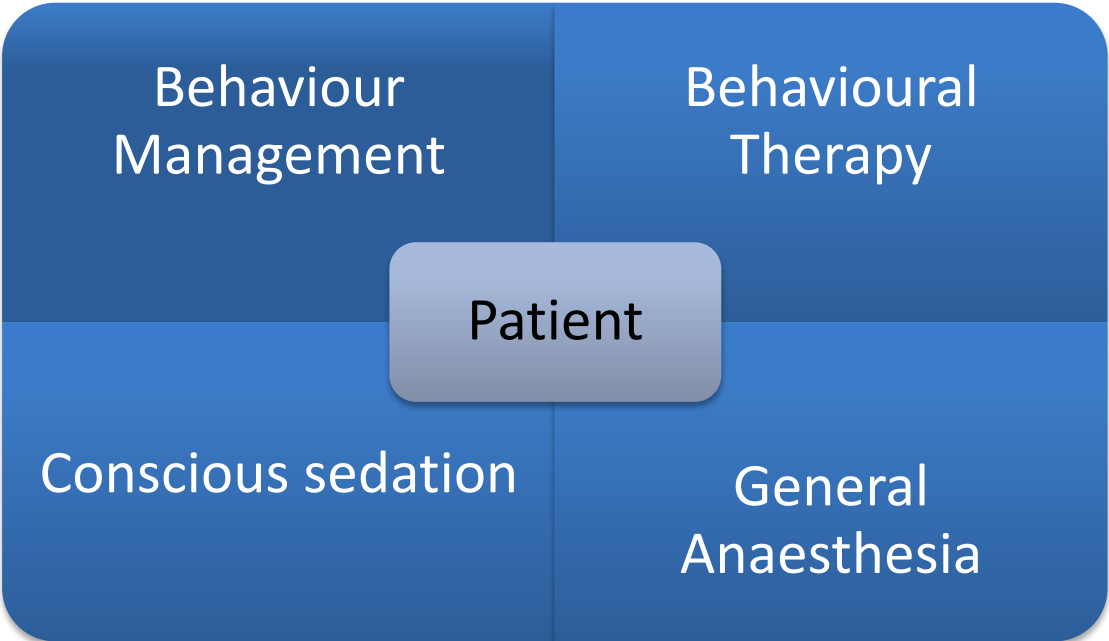 Behaviour
Management
Behavioural
Therapy
Patient
Conscious sedation
General
Anaesthesia